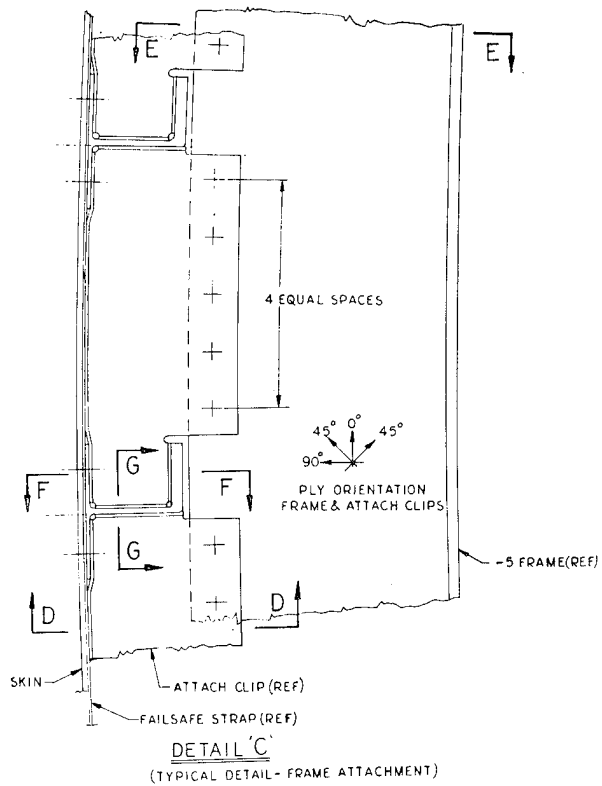 E
E
4 EQUAL SPACES
45° 0° 45°
90°
PLY ORIENTATION
FRAME & ATTACH CLIPS
G
F
F
G
-5 FRAME(REF)
D
D
SKIN
ATTACH CLIP(REF)
FAILSAFE STRAP(REF)
DETAIL 'C'
(TYPICAL DETAIL- FRAME ATTACHMENT)